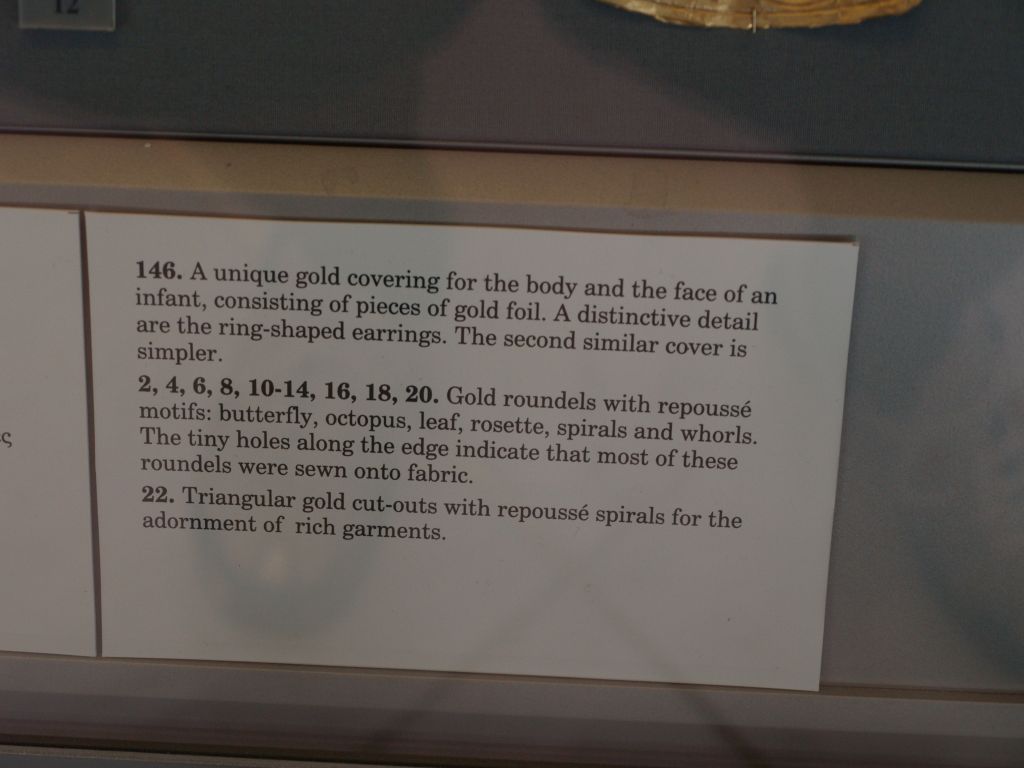 12
146. A unique gold covering for the body and the face of an
infant, consisting of pieces of gold foil. A distinctive detail
are the ring-shaped earrings. The second similar cover is
simpler.
2, 4, 6, 8, 10-14, 16, 18, 20. Gold roundels with repoussé
motifs: butterfly, octopus, leaf, rosette, spirals and whorls.
The tiny holes along the edge indicate that most of these
roundels were sewn onto fabric.
22. Triangular gold cut-outs with repoussé spirals for the
adornment of rich garments.
ς